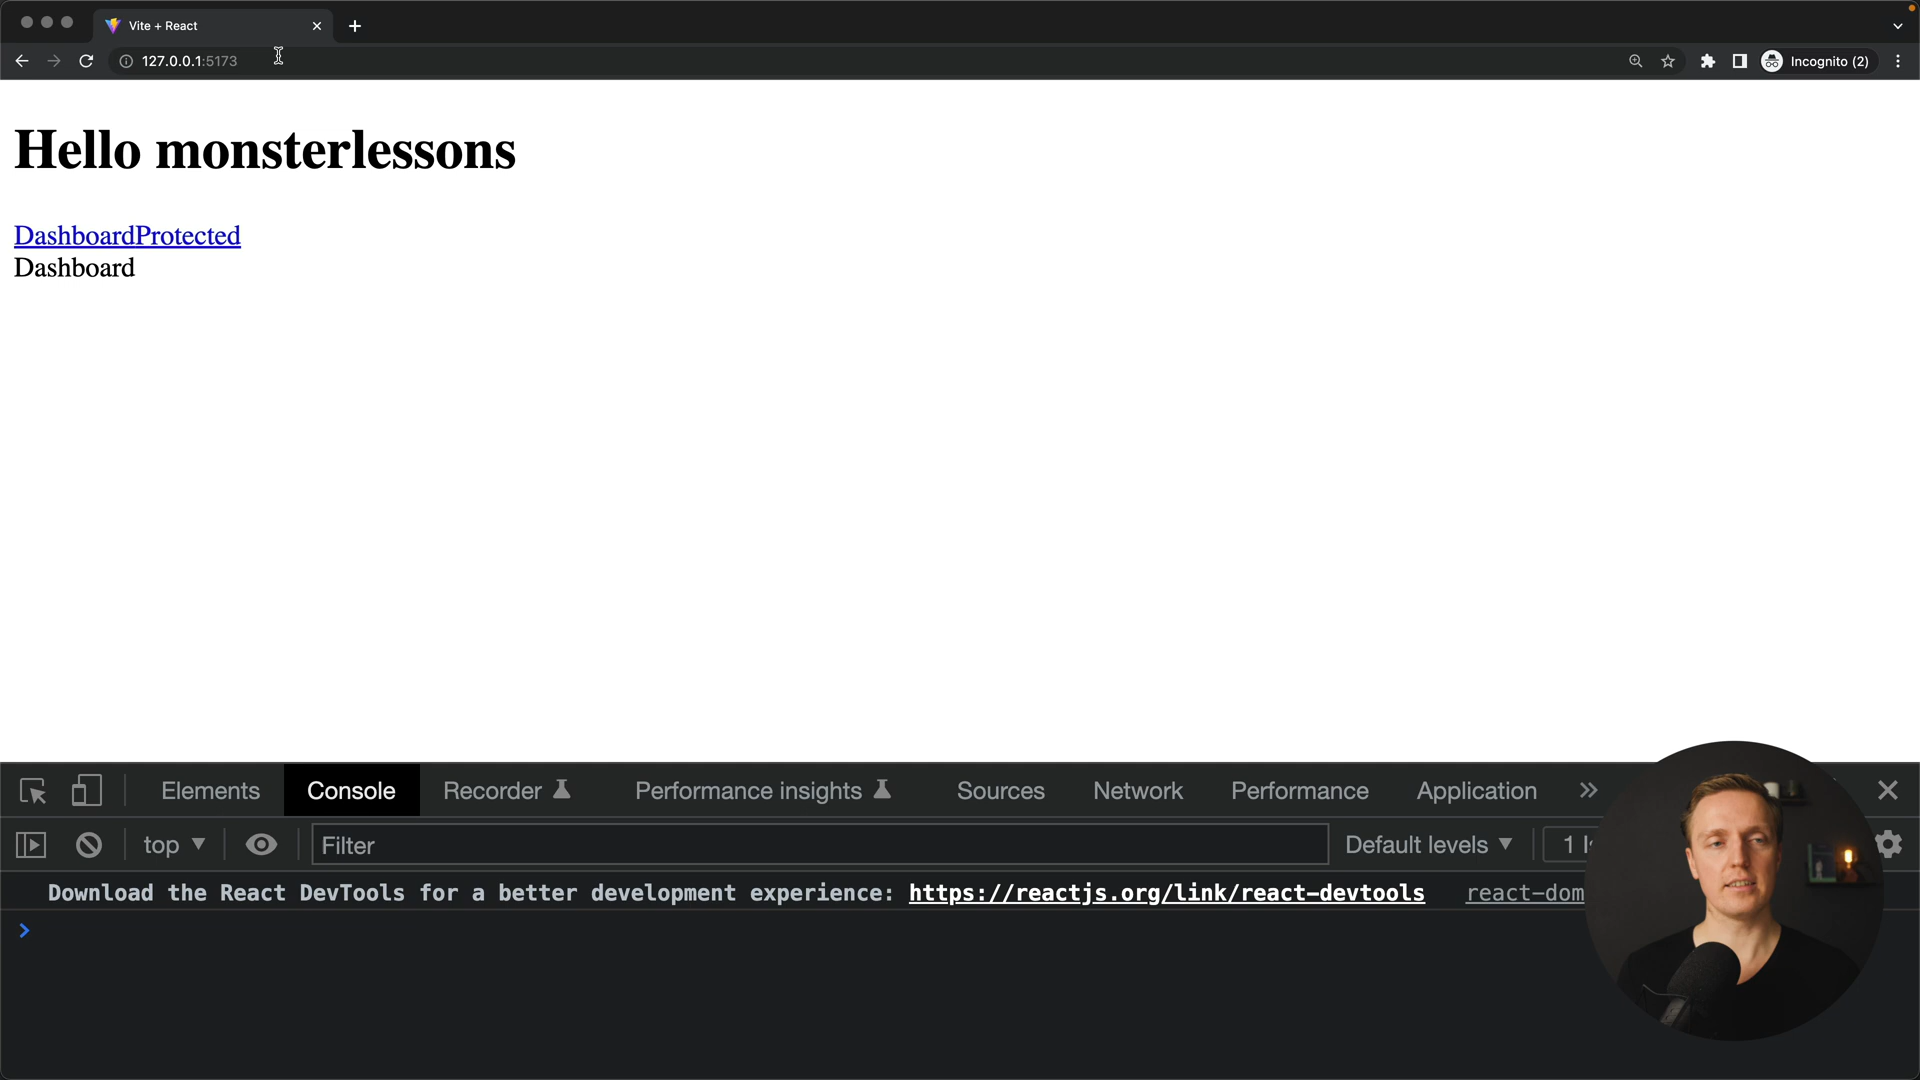 Vite + React
127.0.0.1:5173
Incognito (2)
Hello monsterlessons
DashboardProtected
Dashboard
Elements Console Recorder Performance insights Sources Network Performance Application
top Filter Default levels 1
Download the React DevTools for a better development experience: https://reactjs.org/link/react-devtools react-dom